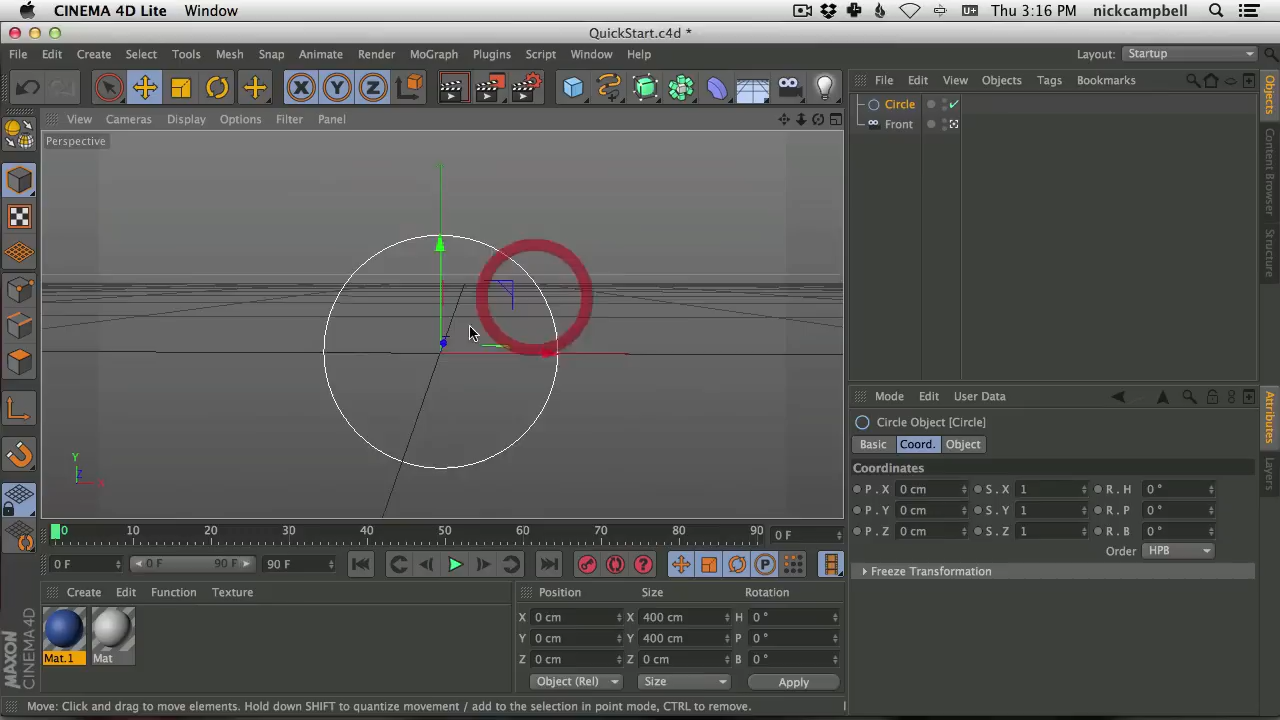 CINEMA 4D Lite Window Thu 3:16 PM nickcampbell
QuickStart.c4d *
File Edit Create Select Tools Mesh Snap Animate Render MoGraph Plugins Script Window Help Layout: Startup
X Y Z
File Edit View Objects Tags Bookmarks
Circle
Front
View Cameras Display Options Filter Panel
Perspective
Y
Z
X
Objects
Content Browser
Structure
Mode Edit User Data
Circle Object [Circle]
Basic Coord. Object
Coordinates
P . X 0 cm S . X 1 R . H 0 °
P . Y 0 cm S . Y 1 R . P 0 °
P . Z 0 cm S . Z 1 R . B 0 °
Order HPB
Freeze Transformation
Attributes
Layers
0 10 20 30 40 50 60 70 80 90 0 F
0 F 0 F 90 F 90 F
P
Create Edit Function Texture
Mat.1 Mat
Position Size Rotation
X 0 cm X 400 cm H 0 °
Y 0 cm Y 400 cm P 0 °
Z 0 cm Z 0 cm B 0 °
Object (Rel) Size Apply
MAXON
CINEMA 4D
Move: Click and drag to move elements. Hold down SHIFT to quantize movement / add to the selection in point mode, CTRL to remove.